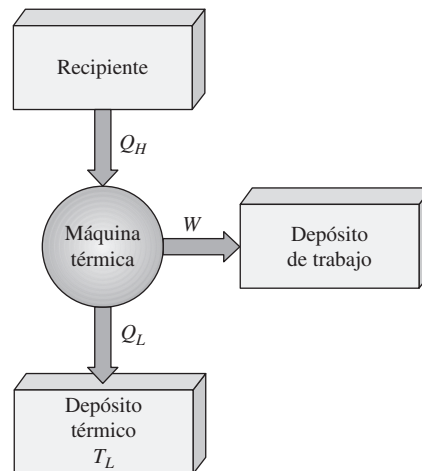 Recipiente
Q_H
Máquina
térmica
W
Depósito
de trabajo
Q_L
Depósito
térmico
T_L